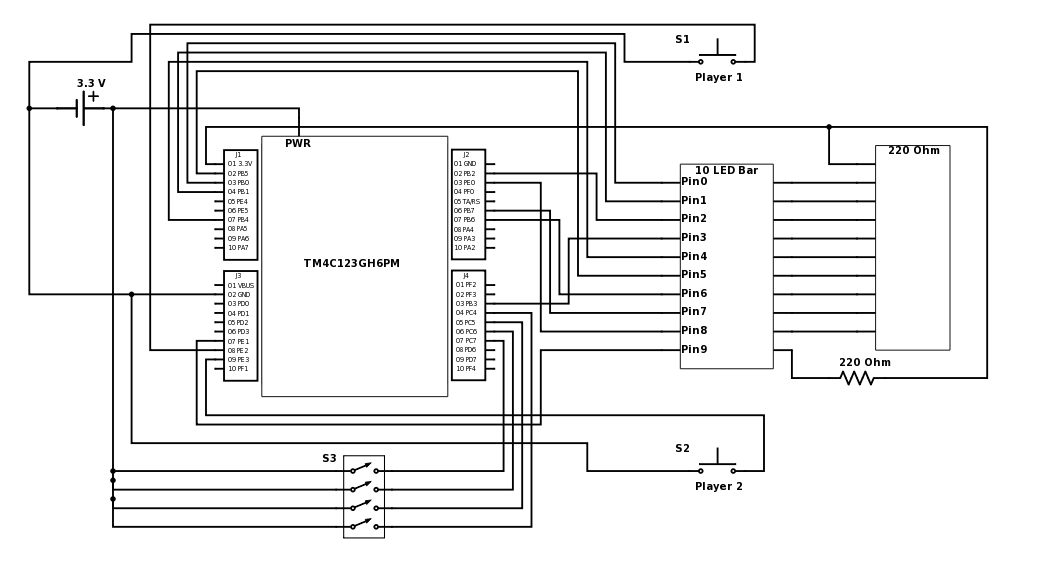 S1
Player 1
3.3 V
+
PWR
220 Ohm
J1
01 3.3V
02 PB5
03 PB0
04 PB1
05 PE4
06 PE5
07 PB4
08 PA5
09 PA6
10 PA7
J2
01 GND
02 PB2
03 PE0
04 PF0
05 TA/RS
06 PB7
07 PB6
08 PA4
09 PA3
10 PA2
10 LED Bar
Pin0
Pin1
Pin2
Pin3
Pin4
Pin5
Pin6
Pin7
Pin8
Pin9
TM4C123GH6PM
J3
01 VBUS
02 GND
03 PD0
04 PD1
05 PD2
06 PD3
07 PE1
08 PE2
09 PE3
10 PF1
J4
01 PF2
02 PF3
03 PB3
04 PC4
05 PC5
06 PC6
07 PC7
08 PD6
09 PD7
10 PF4
220 Ohm
S2
Player 2
S3